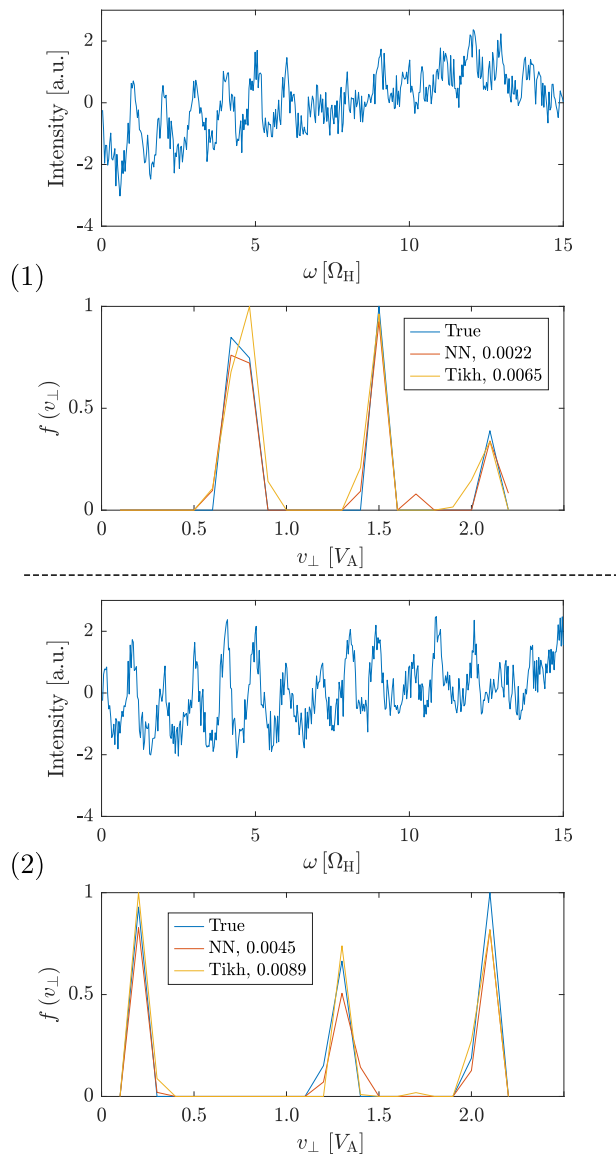 2
0
-2
-4
Intensity [a.u.]
0 5 10 15
ω [Ω_H]
(1)
1
0.5
0
f (v_⊥)
True
NN, 0.0022
Tikh, 0.0065
0 0.5 1.0 1.5 2.0
v_⊥ [V_A]
2
0
-2
-4
Intensity [a.u.]
0 5 10 15
ω [Ω_H]
(2)
1
0.5
0
f (v_⊥)
True
NN, 0.0045
Tikh, 0.0089
0 0.5 1.0 1.5 2.0
v_⊥ [V_A]